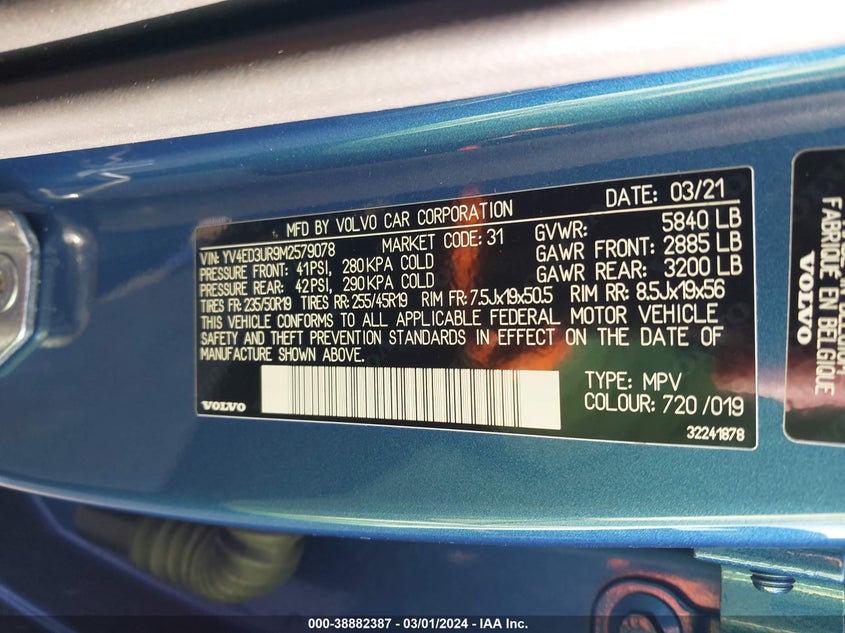 MFD BY VOLVO CAR CORPORATION
DATE: 03/21
VIN: YV4ED3UR9M2579078
MARKET CODE: 31
GVWR: 5840 LB
PRESSURE FRONT: 41PSI, 280 KPA COLD
GAWR FRONT: 2885 LB
PRESSURE REAR: 42PSI, 290 KPA COLD
GAWR REAR: 3200 LB
TIRES FR: 235/50R19 TIRES RR: 255/45R19 RIM FR: 7.5Jx19x50.5 RIM RR: 8.5Jx19x56
THIS VEHICLE CONFORMS TO ALL APPLICABLE FEDERAL MOTOR VEHICLE
SAFETY AND THEFT PREVENTION STANDARDS IN EFFECT ON THE DATE OF
MANUFACTURE SHOWN ABOVE.
TYPE: MPV
COLOUR: 720/019
VOLVO
32241878
FABRIQUE EN BELGIQUE
VOLVO
000-38882387 - 03/01/2024 - IAA Inc.